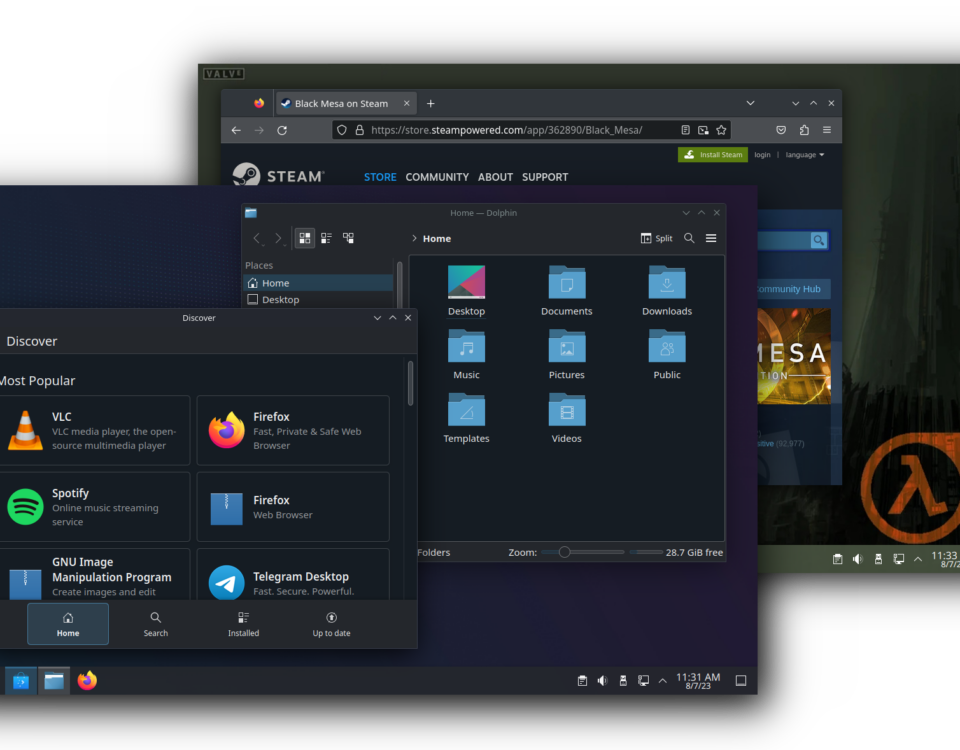 VALVE
Black Mesa on Steam
https://store.steampowered.com/app/362890/Black_Mesa/
Install Steam login | language
STEAM
STORE COMMUNITY ABOUT SUPPORT
ommunity Hub
MESA
TION
sitive (92,977)
11:33
8/7/2
Home — Dolphin
Home
Split
Places
Home
Desktop
Desktop Documents Downloads
Music Pictures Public
Templates Videos
Folders
Zoom:
28.7 GiB free
Discover
Discover
Most Popular
VLC
VLC media player, the open-
source multimedia player
Firefox
Fast, Private & Safe Web
Browser
Spotify
Online music streaming
service
Firefox
Web Browser
GNU Image
Manipulation Program
Create images and edit
Telegram Desktop
Fast. Secure. Powerful.
Home Search Installed Up to date
11:31 AM
8/7/23